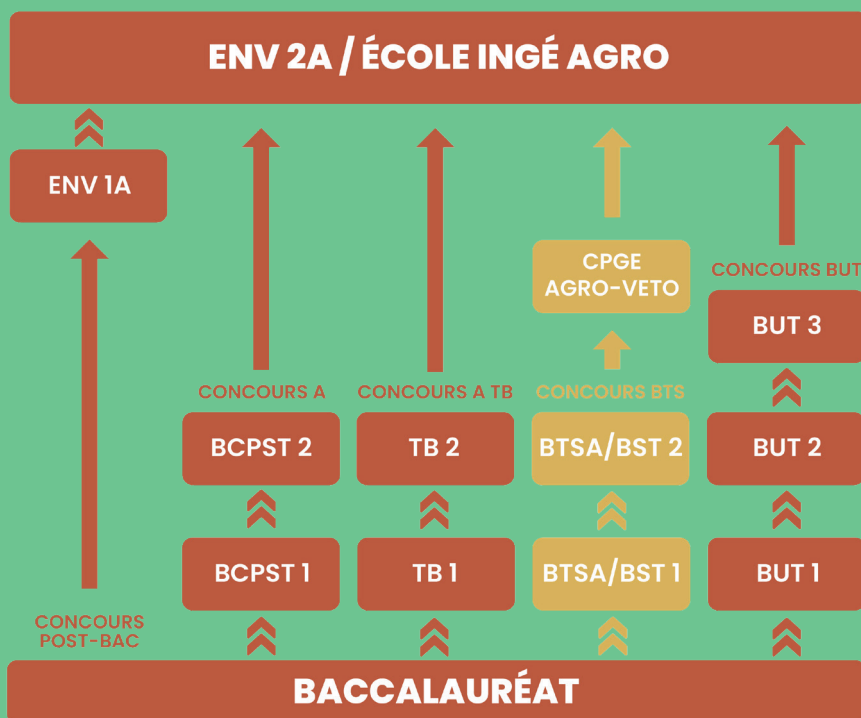 ENV 2A / ÉCOLE INGÉ AGRO
ENV 1A
CPGE
AGRO-VETO
CONCOURS BUT
BUT 3
CONCOURS A
CONCOURS A TB
CONCOURS BTS
BCPST 2
TB 2
BTSA/BST 2
BUT 2
BCPST 1
TB 1
BTSA/BST 1
BUT 1
CONCOURS
POST-BAC
BACCALAURÉAT